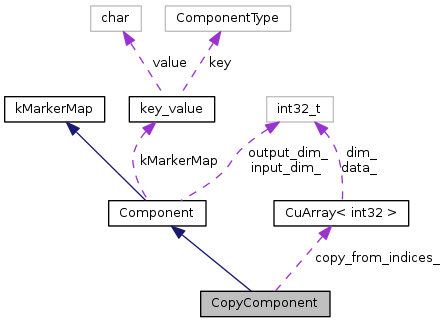 char
ComponentType
value
key
kMarkerMap
key_value
int32_t
kMarkerMap
output_dim_
input_dim_
dim_
data_
Component
CuArray< int32 >
copy_from_indices_
CopyComponent